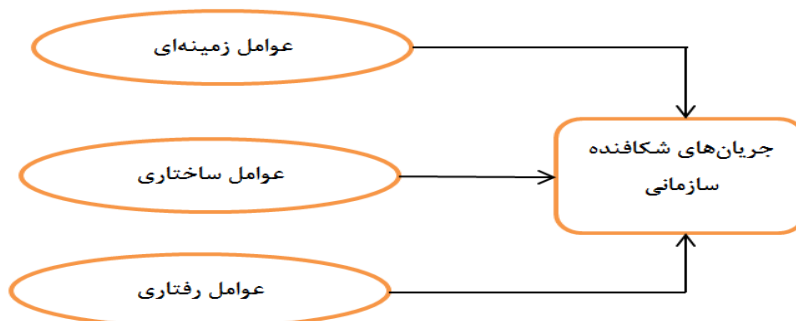 عوامل زمینه‌ای
جریان‌های شکافنده
سازمانی
عوامل ساختاری
عوامل رفتاری